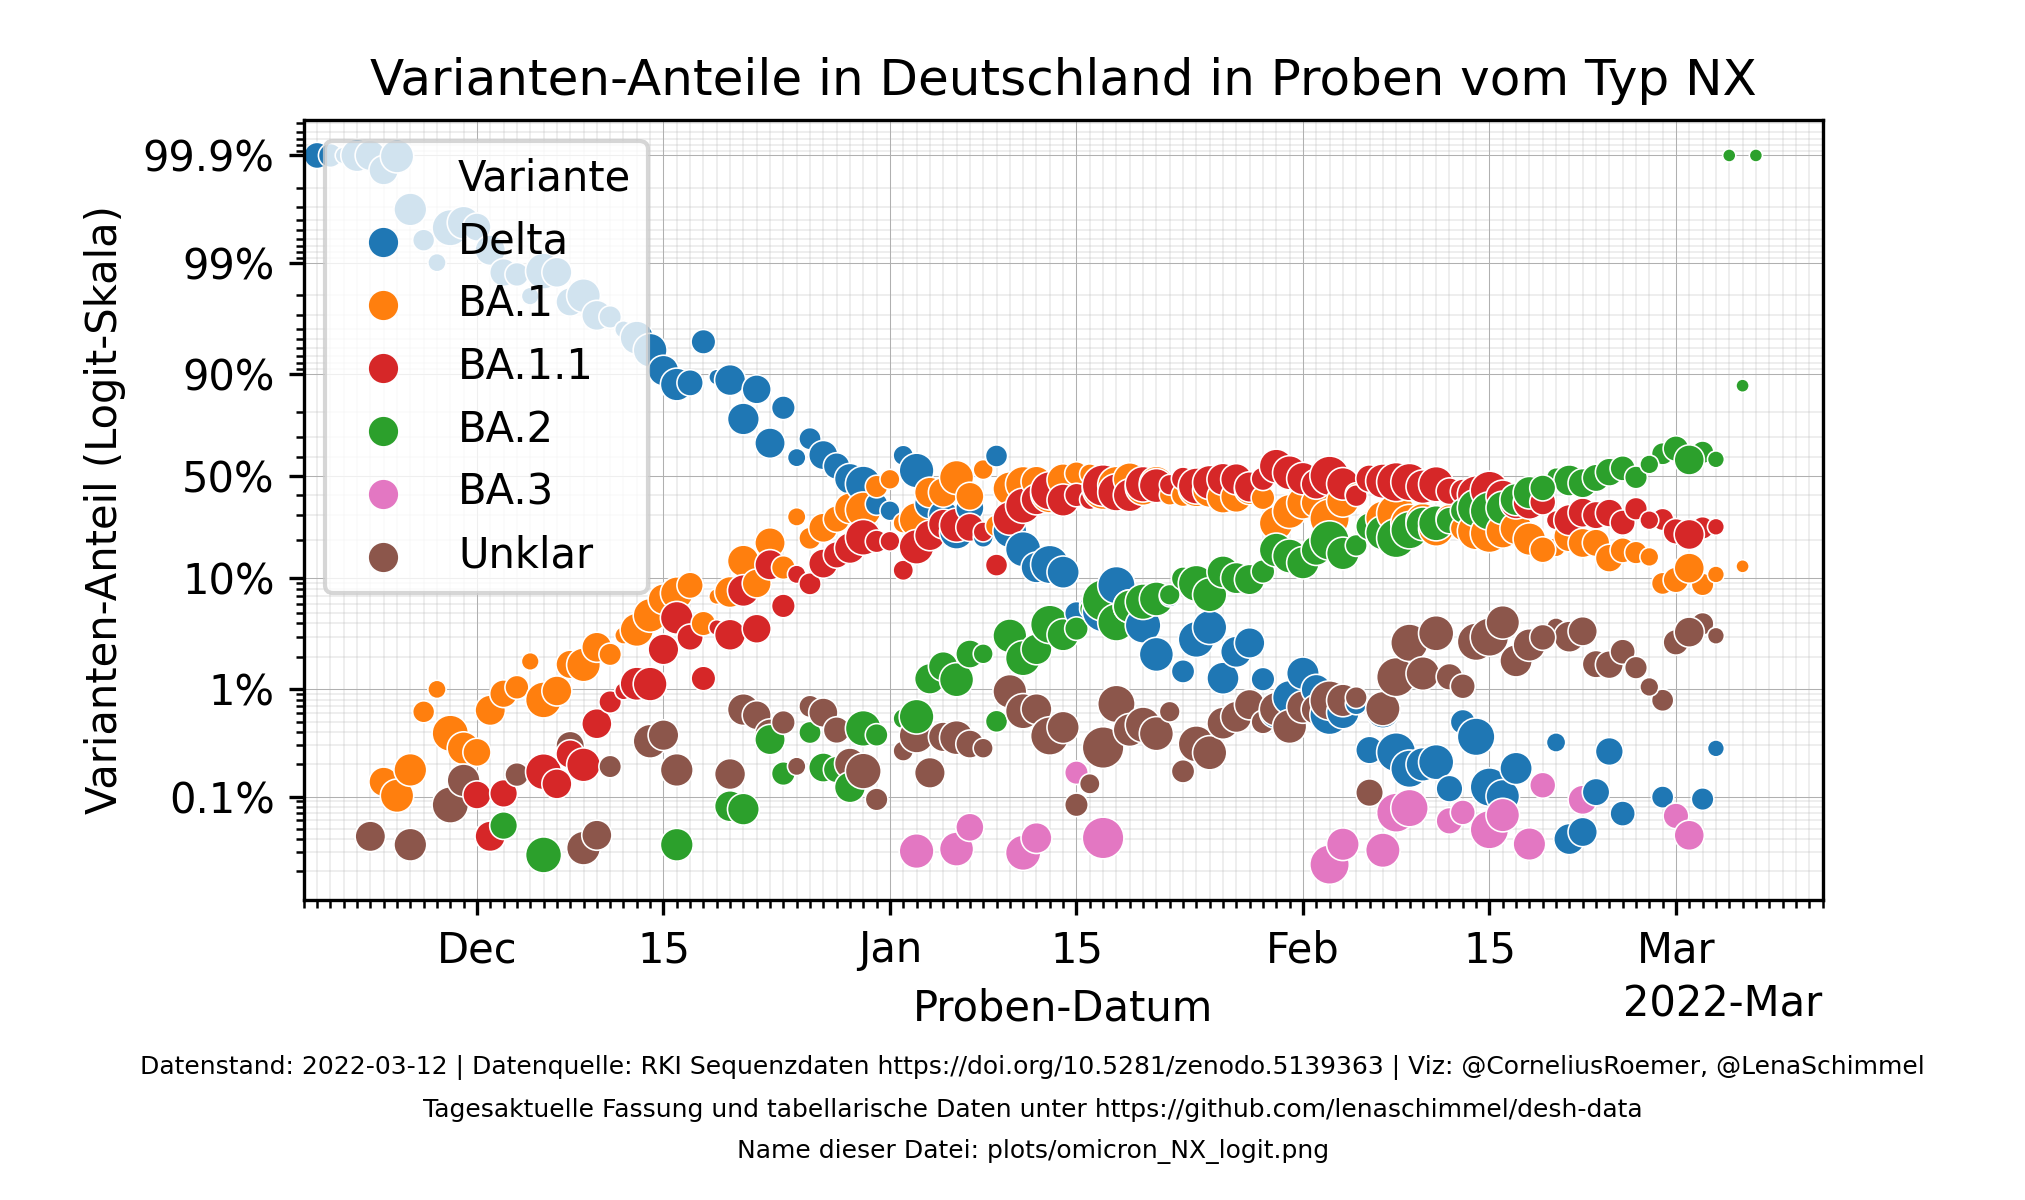 Varianten-Anteile in Deutschland in Proben vom Typ NX
Varianten-Anteil (Logit-Skala)
99.9%
99%
90%
50%
10%
1%
0.1%
Variante
Delta
BA.1
BA.1.1
BA.2
BA.3
Unklar
Dec 15 Jan 15 Feb 15 Mar
2022-Mar
Proben-Datum
Datenstand: 2022-03-12 | Datenquelle: RKI Sequenzdaten https://doi.org/10.5281/zenodo.5139363 | Viz: @CorneliusRoemer, @LenaSchimmel
Tagesaktuelle Fassung und tabellarische Daten unter https://github.com/lenaschimmel/desh-data
Name dieser Datei: plots/omicron_NX_logit.png